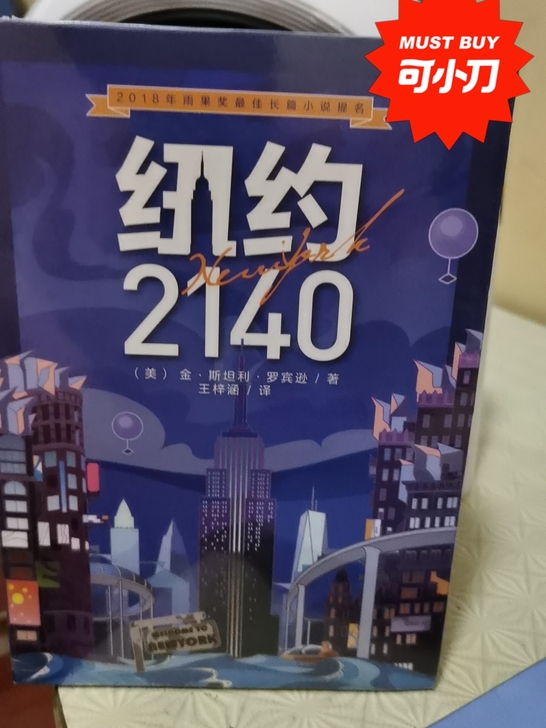 MUST BUY
可小刀
2018年雨果奖最佳长篇小说提名
纽约
New York
2140
(美) 金·斯坦利·罗宾逊 / 著
王梓涵 / 译
WELCOME TO
NEWYORK